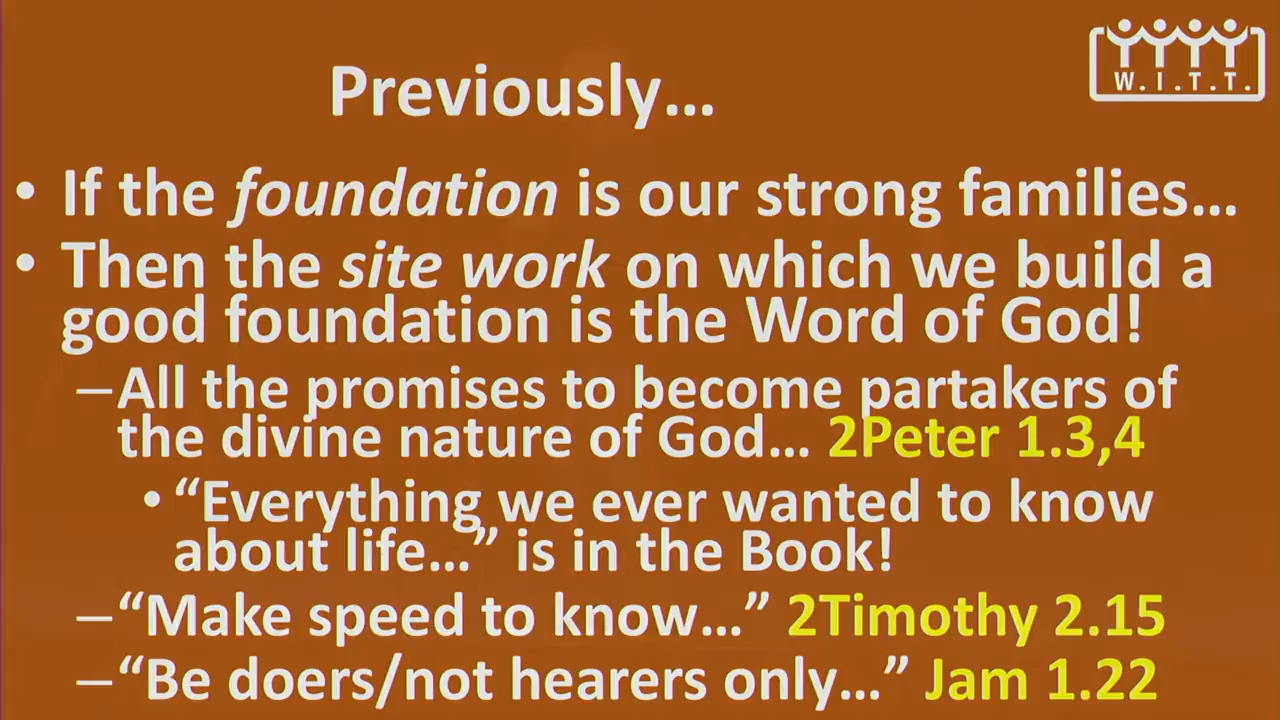 W.I.T.T.
Previously…
• If the foundation is our strong families…
• Then the site work on which we build a
good foundation is the Word of God!
–All the promises to become partakers of
the divine nature of God… 2Peter 1.3,4
• “Everything we ever wanted to know
about life…” is in the Book!
–“Make speed to know…” 2Timothy 2.15
–“Be doers/not hearers only…” Jam 1.22